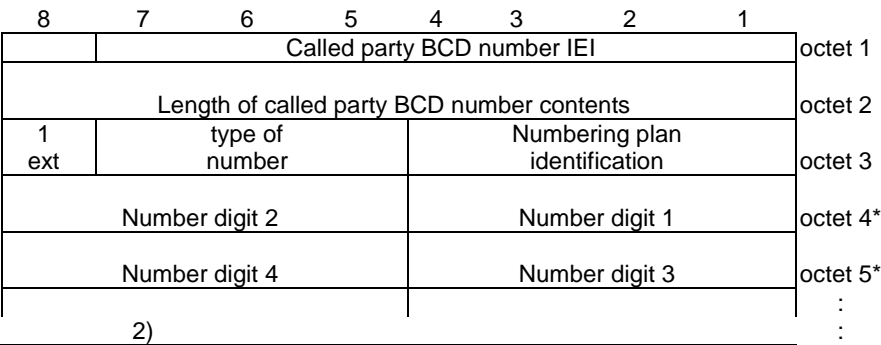 8 7 6 5 4 3 2 1
Called party BCD number IEI octet 1
Length of called party BCD number contents octet 2
1 type of Numbering plan
ext number identification octet 3
Number digit 2 Number digit 1 octet 4*
Number digit 4 Number digit 3 octet 5*
:
2) :